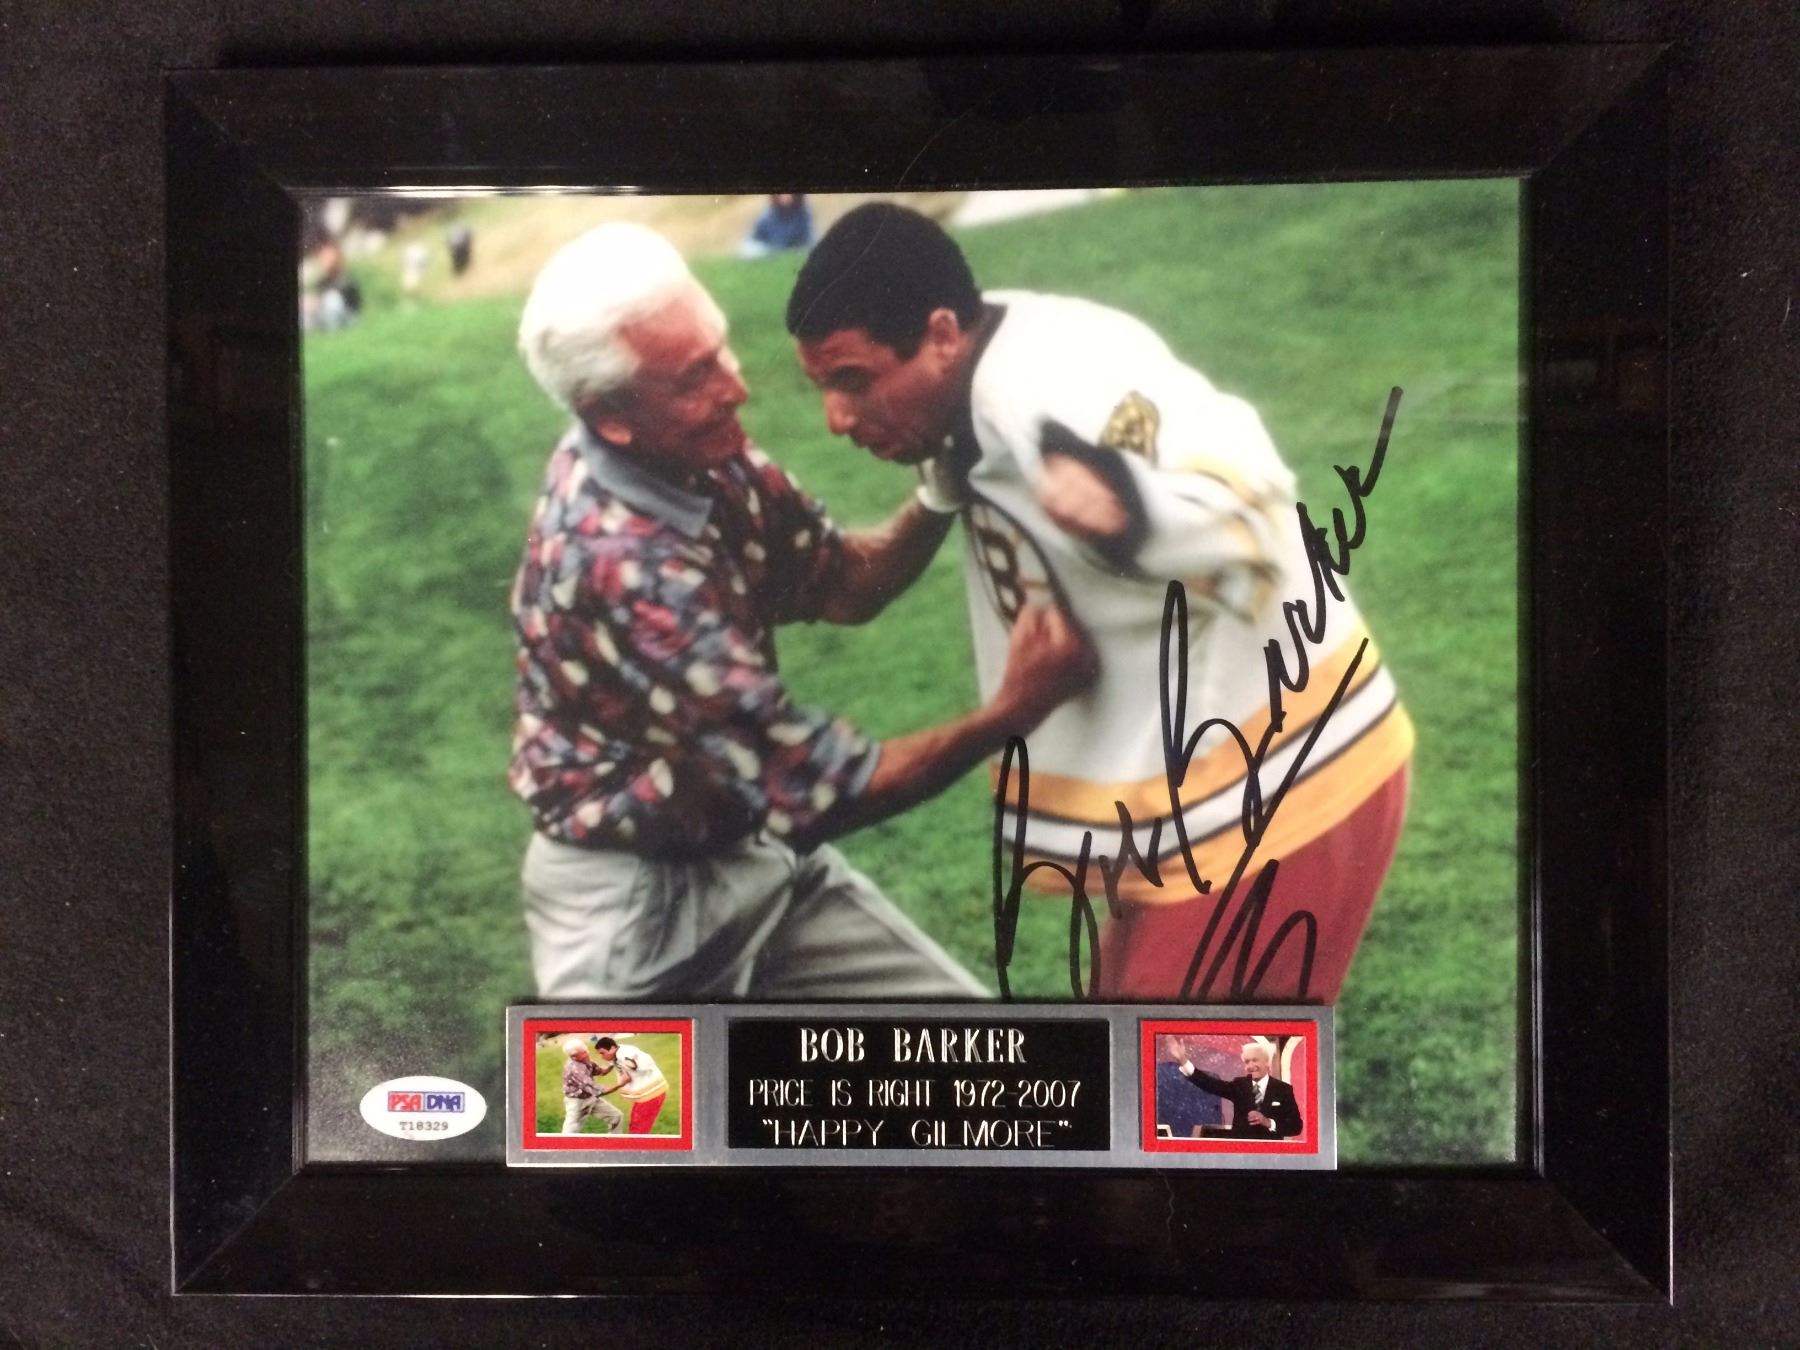 Bob Barker
BOB BARKER
PRICE IS RIGHT 1972-2007
"HAPPY GILMORE"
PSA DNA
T18329